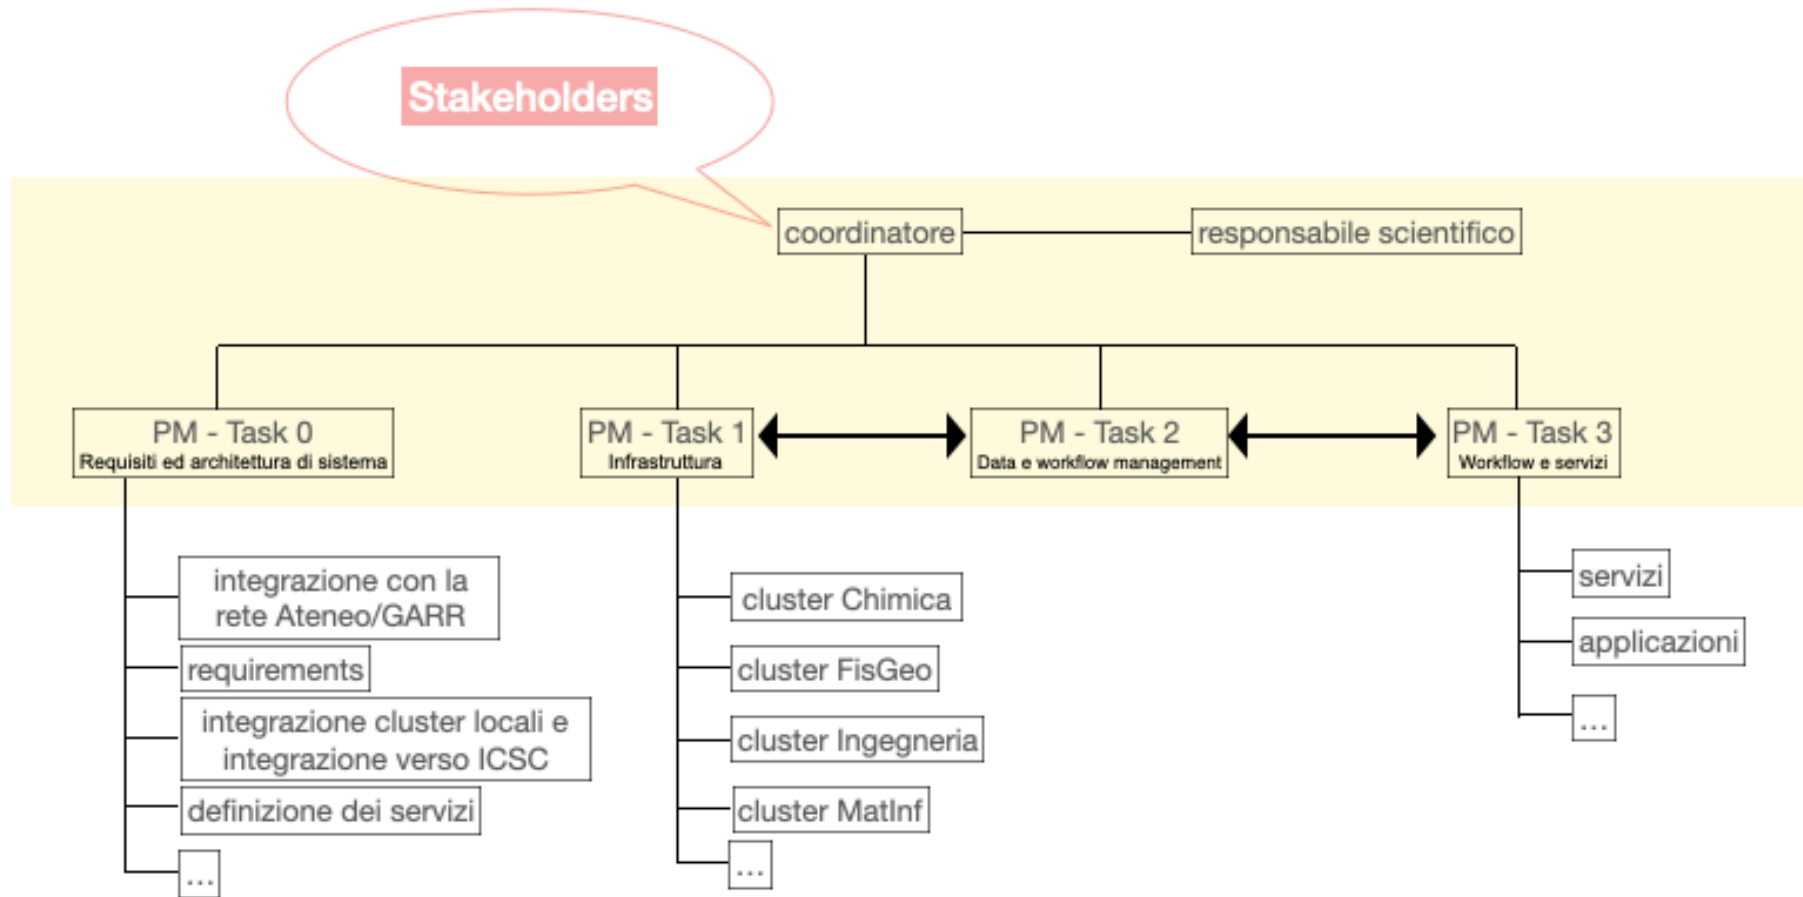 Stakeholders
coordinatore
responsabile scientifico
PM - Task 0
Requisiti ed architettura di sistema
PM - Task 1
Infrastruttura
PM - Task 2
Data e workflow management
PM - Task 3
Workflow e servizi
integrazione con la
rete Ateneo/GARR
requirements
integrazione cluster locali e
integrazione verso ICSC
definizione dei servizi
...
cluster Chimica
cluster FisGeo
cluster Ingegneria
cluster MatInf
...
servizi
applicazioni
...